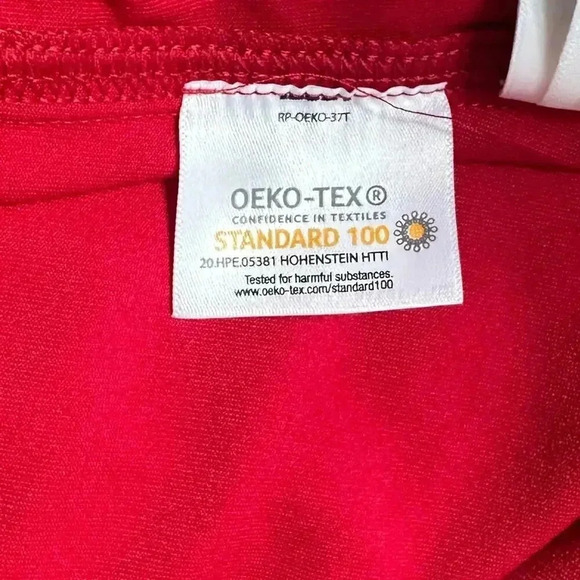 RP-OEKO-37T
OEKO-TEX®
CONFIDENCE IN TEXTILES
STANDARD 100
20.HPE.05381 HOHENSTEIN HTTI
Tested for harmful substances.
www.oeko-tex.com/standard100